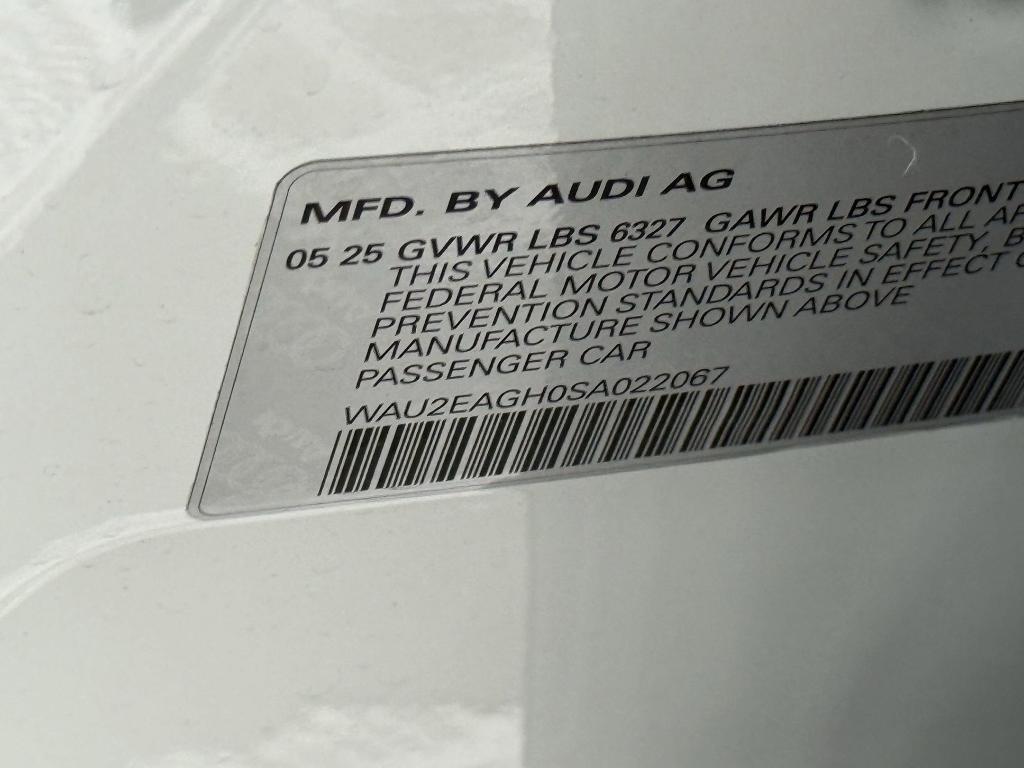 MFD. BY AUDI AG
05 25 GVWR LBS 6327 GAWR LBS FRONT
THIS VEHICLE CONFORMS TO ALL
FEDERAL MOTOR VEHICLE SAFETY,
PREVENTION STANDARDS IN EFFECT
MANUFACTURE SHOWN ABOVE
PASSENGER CAR
WAU2EAGH0SA022067